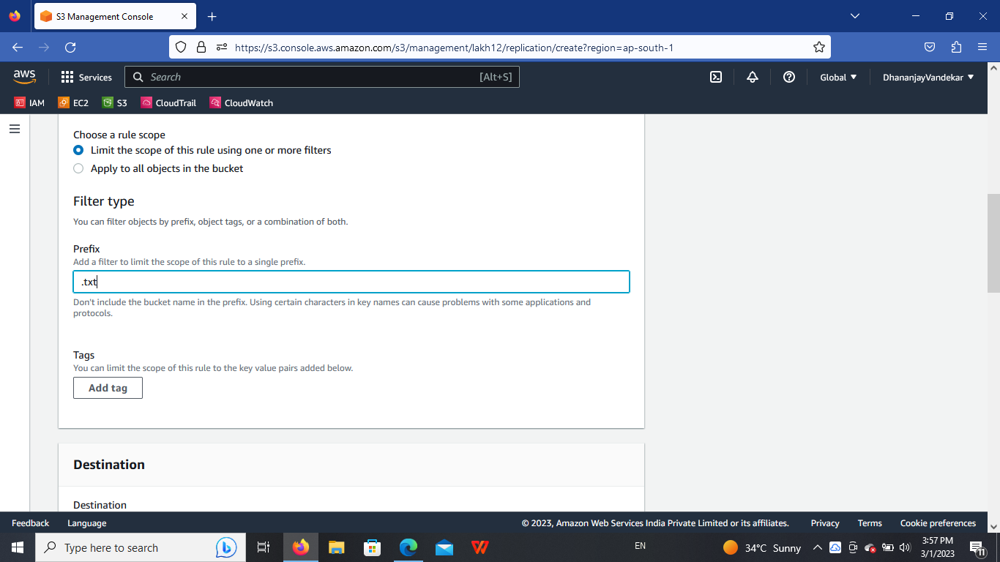 S3 Management Console
https://s3.console.aws.amazon.com/s3/management/lakh12/replication/create?region=ap-south-1
aws
Services
Search
[Alt+S]
Global
DhananjayVandekar
IAM
EC2
S3
CloudTrail
CloudWatch
Choose a rule scope
Limit the scope of this rule using one or more filters
Apply to all objects in the bucket
Filter type
You can filter objects by prefix, object tags, or a combination of both.
Prefix
Add a filter to limit the scope of this rule to a single prefix.
.txt
Don't include the bucket name in the prefix. Using certain characters in key names can cause problems with some applications and
protocols.
Tags
You can limit the scope of this rule to the key value pairs added below.
Add tag
Destination
Destination
Feedback
Language
© 2023, Amazon Web Services India Private Limited or its affiliates.
Privacy
Terms
Cookie preferences
Type here to search
EN
34°C Sunny
3:57 PM
3/1/2023
11